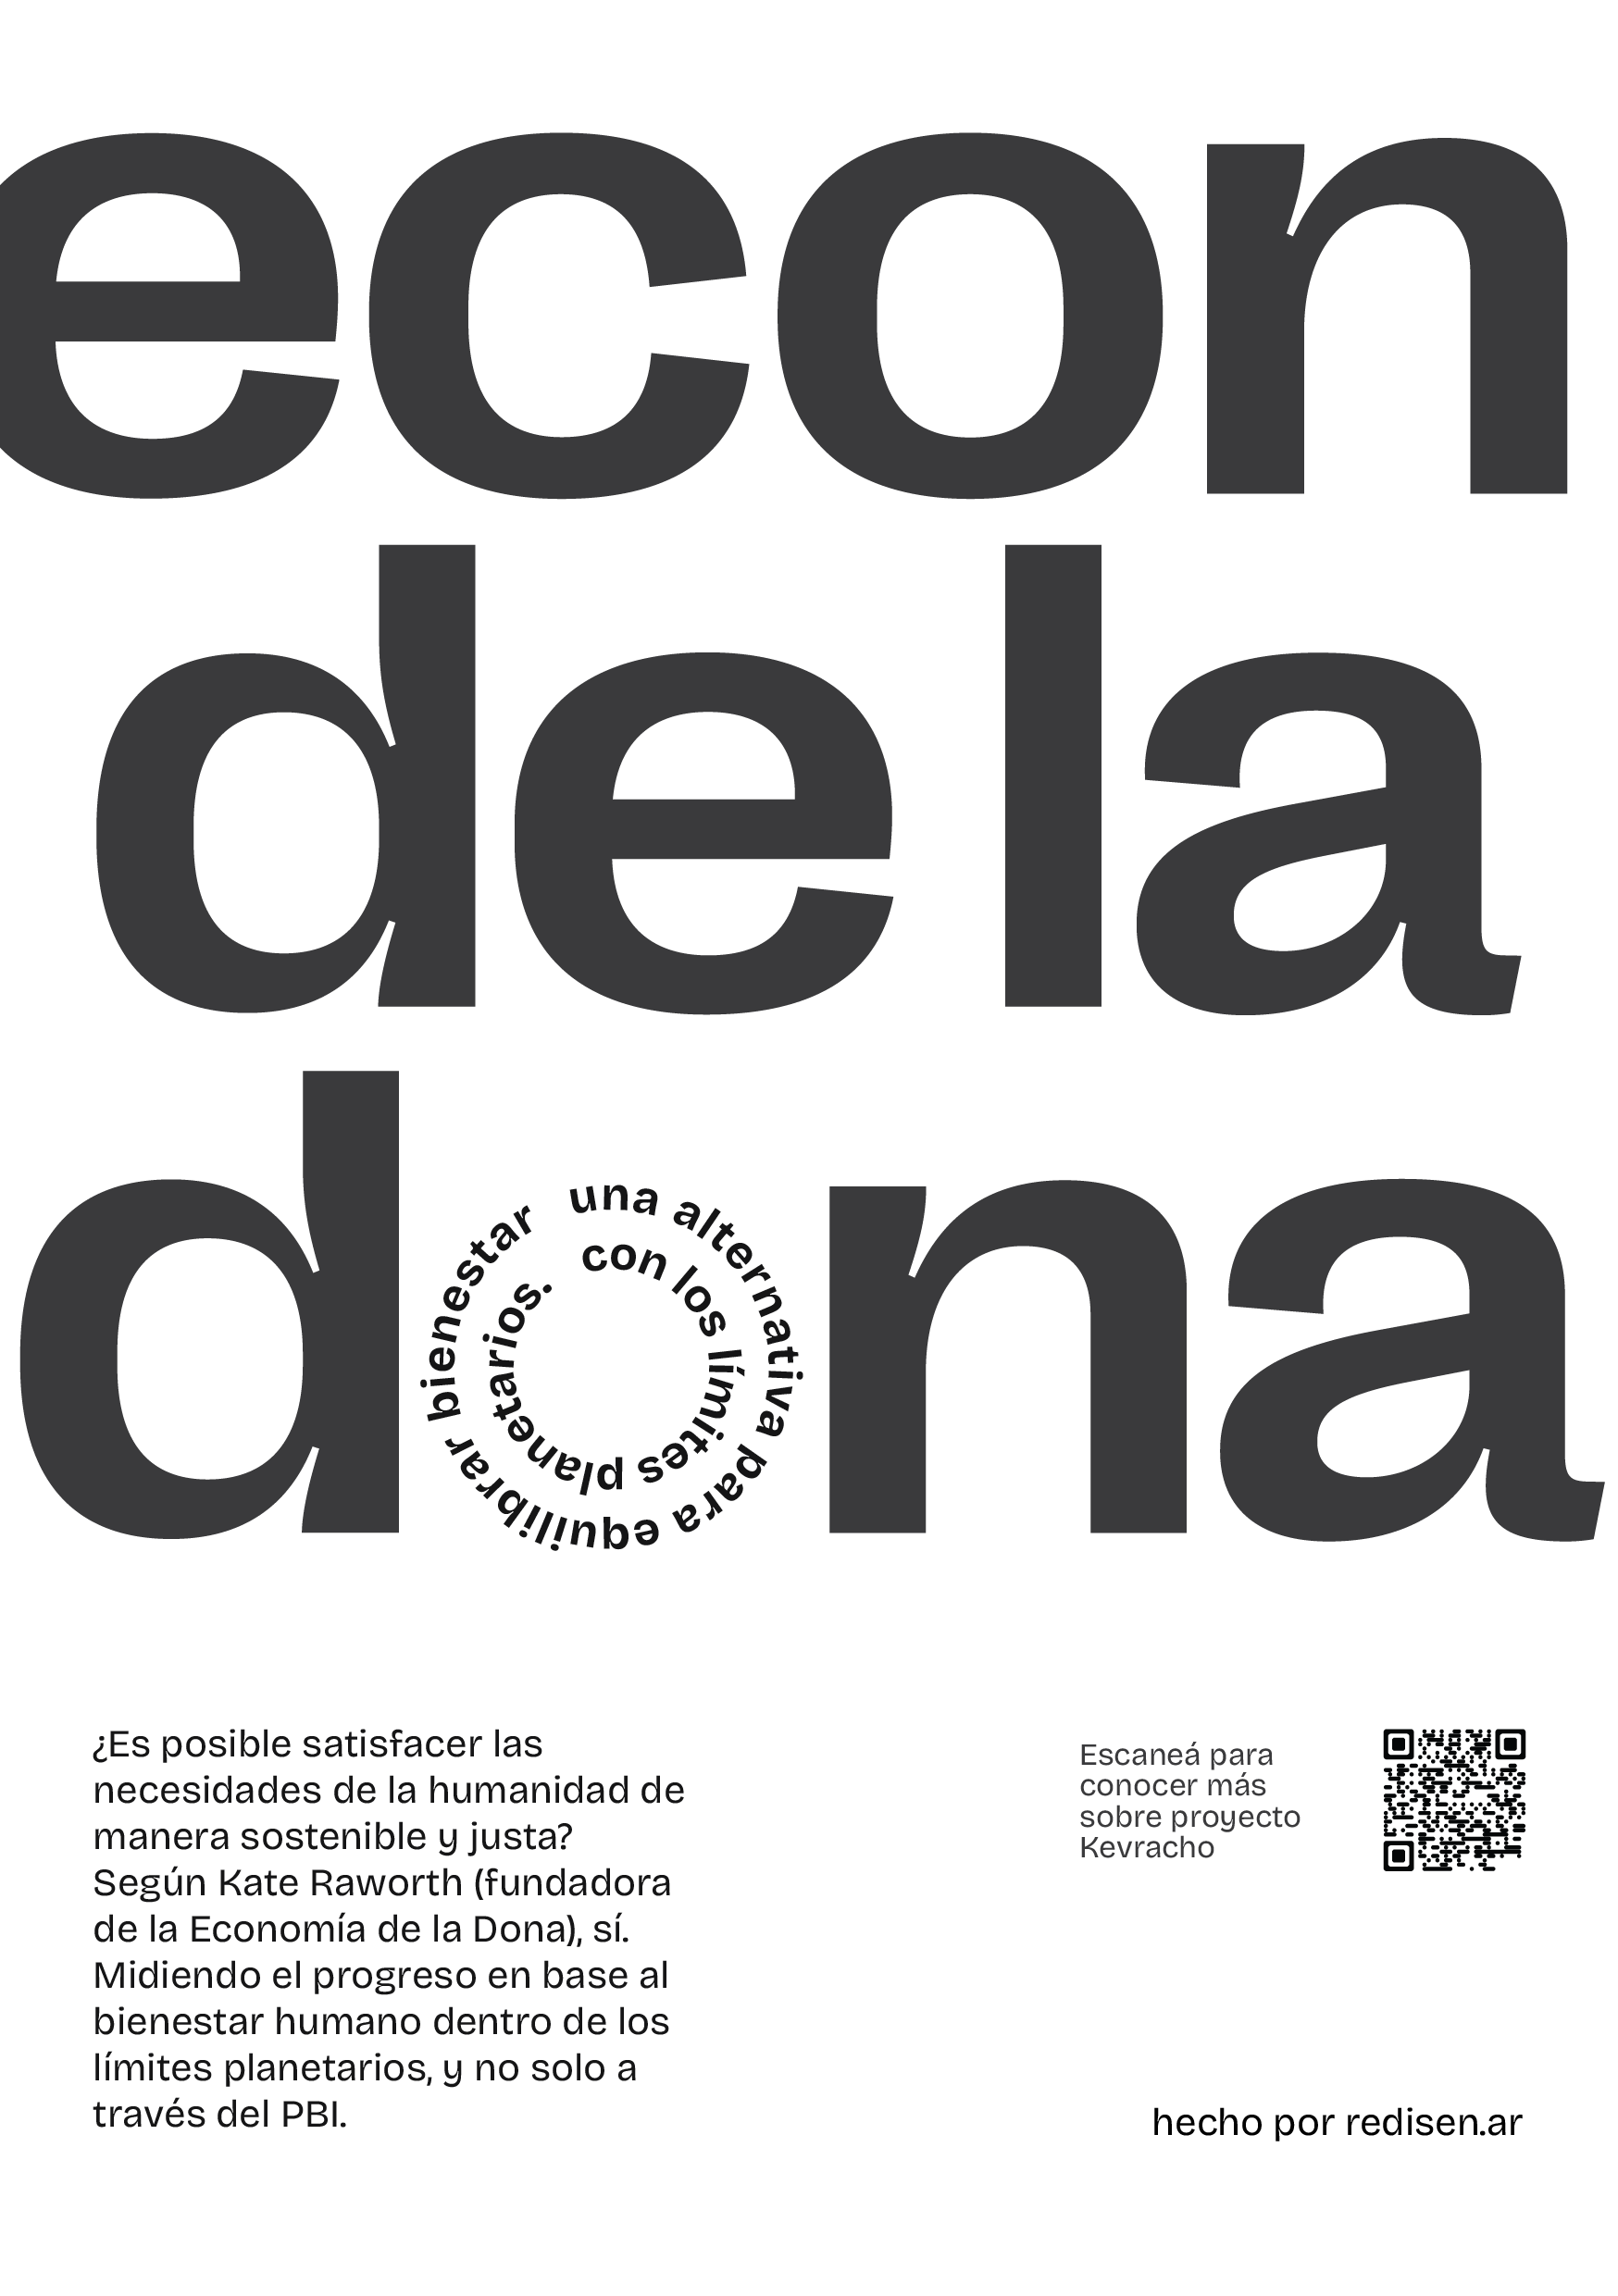 econ
de la
d na
una alternativa para equilibrar bienestar
con los límites planetarios.
¿Es posible satisfacer las
necesidades de la humanidad de
manera sostenible y justa?
Según Kate Raworth (fundadora
de la Economía de la Dona), sí.
Midiendo el progreso en base al
bienestar humano dentro de los
límites planetarios, y no solo a
través del PBI.
Escaneá para
conocer más
sobre proyecto
Kevracho
hecho por redisen.ar